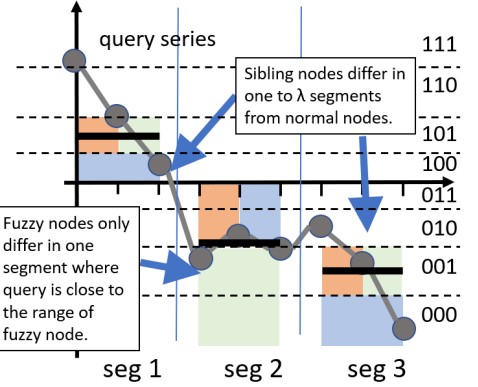 query series
111
110
Sibling nodes differ in
one to λ segments
from normal nodes.
101
100
011
010
Fuzzy nodes only
differ in one
segment where
query is close to
the range of
fuzzy node.
001
000
seg 1
seg 2
seg 3